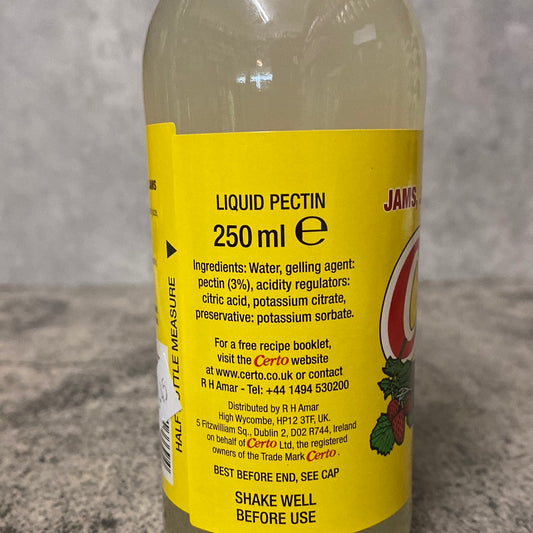 LIQUID PECTIN
250 ml e
Ingredients: Water, gelling agent:
pectin (3%), acidity regulators:
citric acid, potassium citrate,
preservative: potassium sorbate.
For a free recipe booklet,
visit the Certo website
at www.certo.co.uk or contact
R H Amar - Tel: +44 1494 530200
Distributed by R H Amar
High Wycombe, HP12 3TF, UK.
5 Fitzwilliam Sq., Dublin 2, D02 R744, Ireland
on behalf of Certo Ltd, the registered
owners of the Trade Mark Certo.
BEST BEFORE END, SEE CAP
SHAKE WELL
BEFORE USE
MEASURE
JAMS